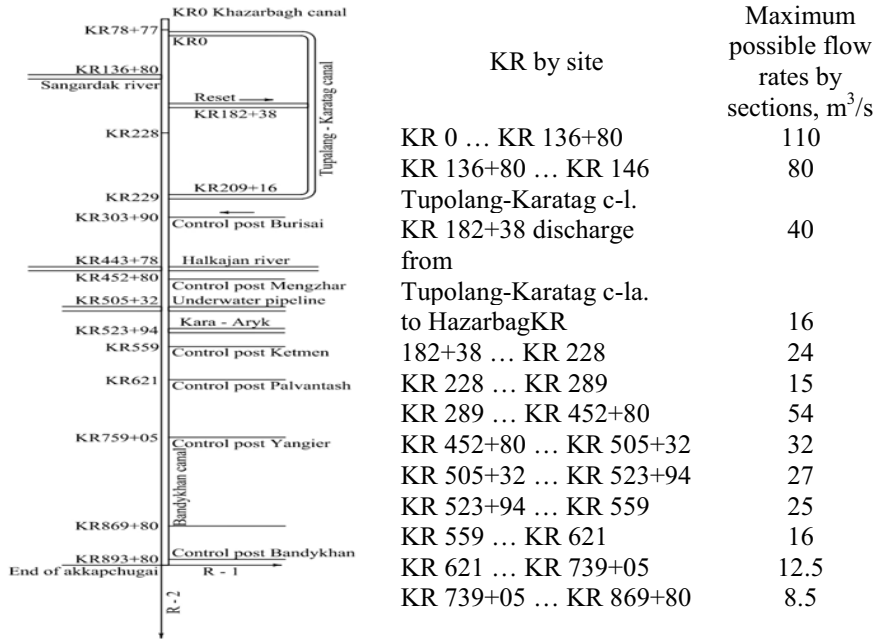 KR0 Khazarbagh canal
KR78+77
KR0
KR136+80
Sangardak river
Reset
KR182+38
Tupalang - Karatag canal
KR228
KR209+16
KR229
KR303+90
Control post Burisai
KR443+78 Halkajan river
KR452+80
Control post Mengzhar
KR505+32 Underwater pipeline
Kara - Aryk
KR523+94
KR559
Control post Ketmen
KR621
Control post Palvantash
KR759+05
Control post Yangier
Bandykhan canal
KR869+80
KR893+80 Control post Bandykhan
End of akkapchugai R - 1
R - 2
KR by site
Maximum
possible flow
rates by
sections, m³/s
KR 0 … KR 136+80 110
KR 136+80 … KR 146 80
Tupolang-Karatag c-l.
KR 182+38 discharge 40
from
Tupolang-Karatag c-la.
to HazarbagKR 16
182+38 … KR 228 24
KR 228 … KR 289 15
KR 289 … KR 452+80 54
KR 452+80 … KR 505+32 32
KR 505+32 … KR 523+94 27
KR 523+94 … KR 559 25
KR 559 … KR 621 16
KR 621 … KR 739+05 12.5
KR 739+05 … KR 869+80 8.5